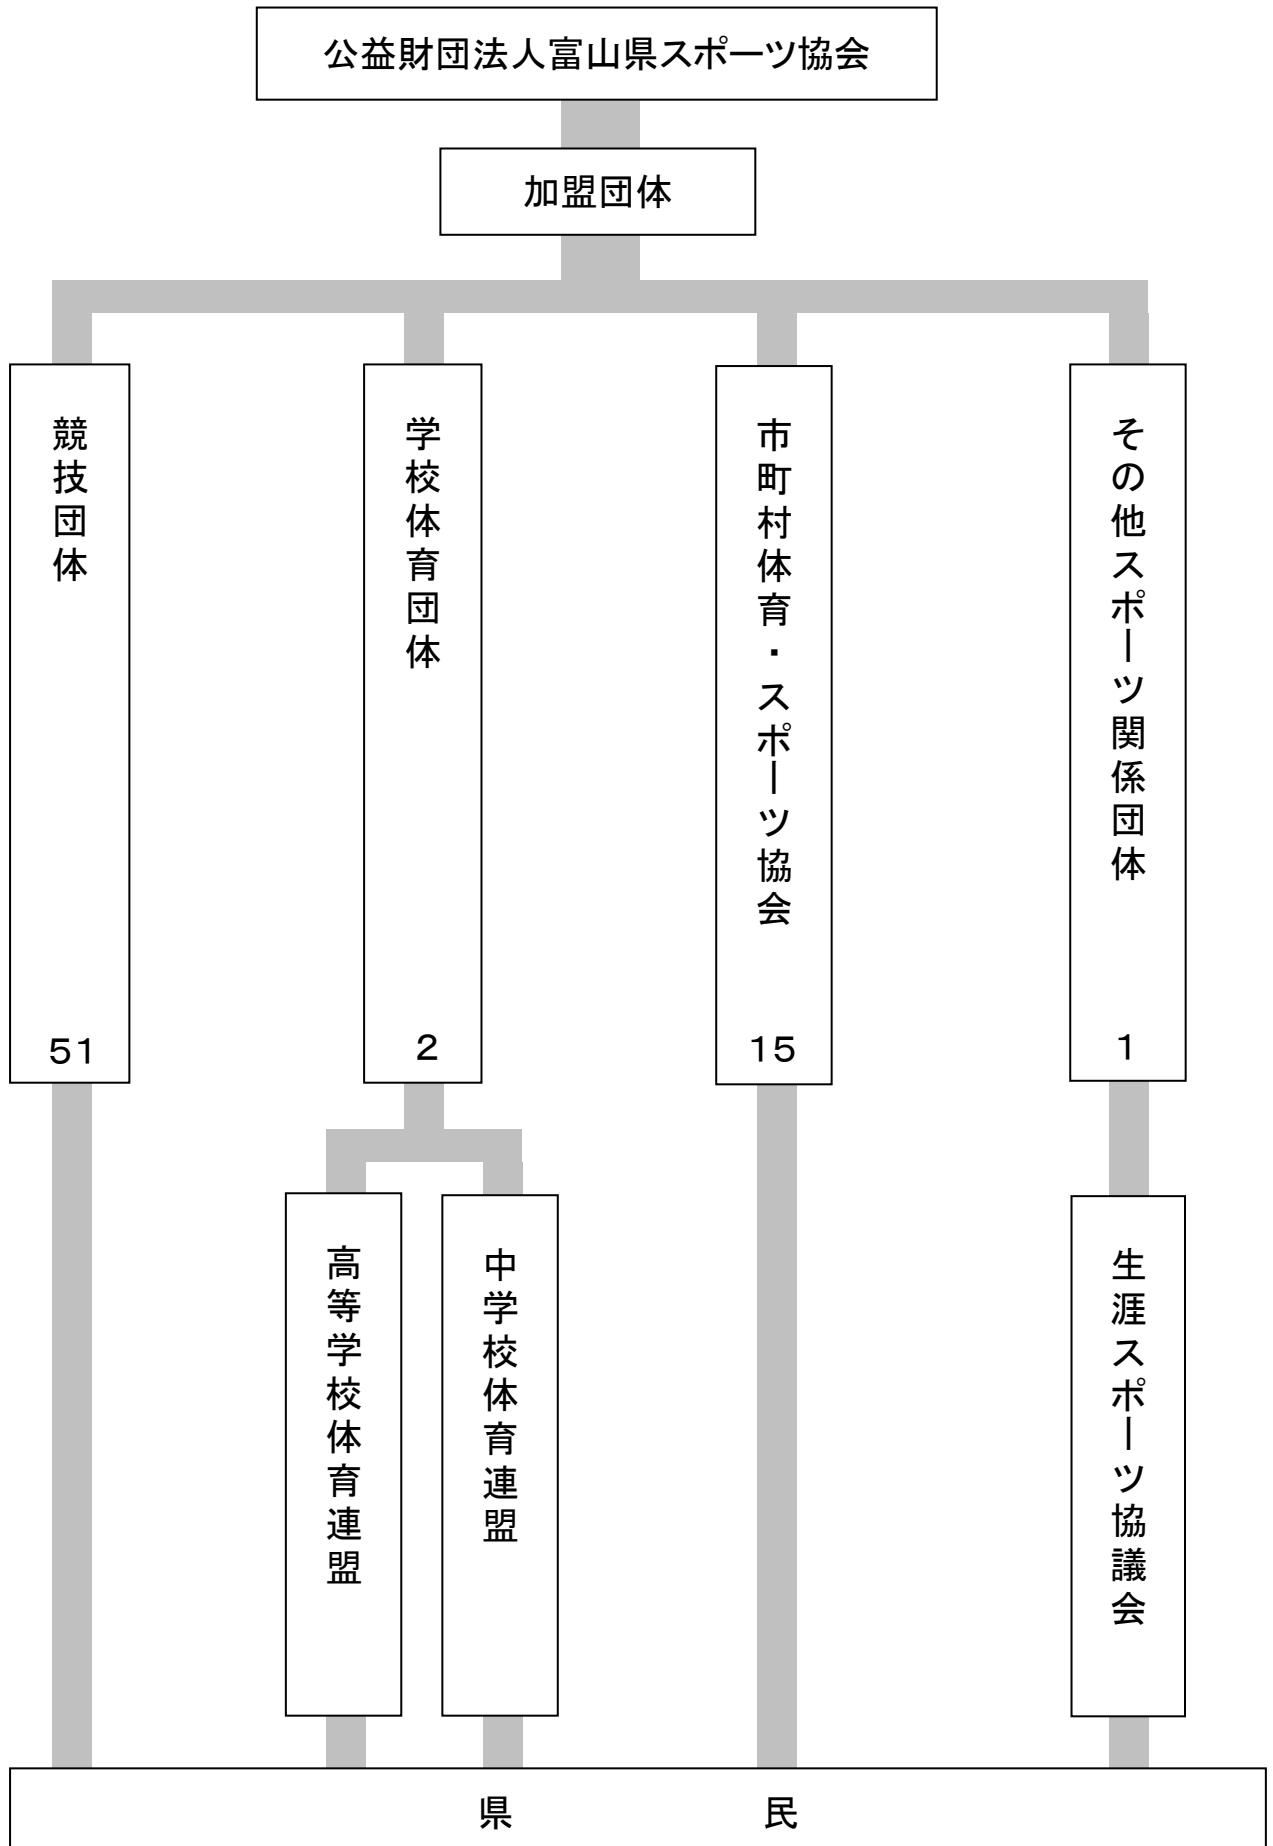 公益財団法人富山県スポーツ協会
加盟団体
競技団体
51
学校体育団体
2
市町村体育・スポーツ協会
15
その他スポーツ関係団体
1
高等学校体育連盟
中学校体育連盟
生涯スポーツ協議会
県　民